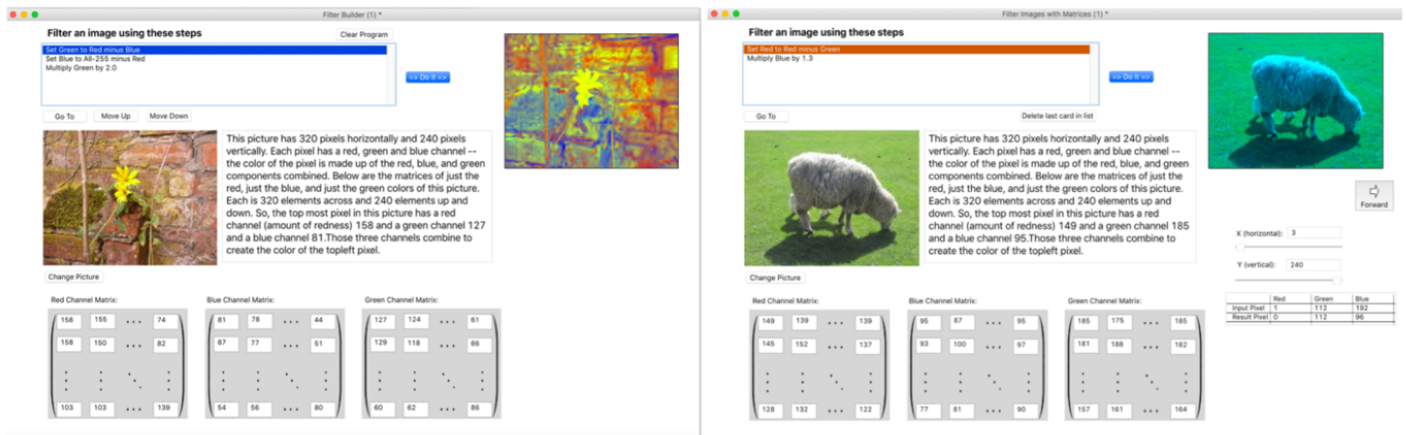 Filter Builder (1) *
Filter an image using these steps
Clear Program
Set Green to Red minus Blue
Set Blue to All-255 minus Red
Multiply Green by 2.0
=> Do It =>
Go To
Move Up
Move Down
This picture has 320 pixels horizontally and 240 pixels
vertically. Each pixel has a red, green and blue channel --
the color of the pixel is made up of the red, blue, and green
components combined. Below are the matrices of just the
red, just the blue, and just the green colors of this picture.
Each is 320 elements across and 240 elements up and
down. So, the top most pixel in this picture has a red
channel (amount of redness) 158 and a green channel 127
and a blue channel 81.Those three channels combine to
create the color of the topleft pixel.
Change Picture
Red Channel Matrix: Blue Channel Matrix: Green Channel Matrix:
158 155 ... 74 81 78 ... 44 127 124 ... 61
158 150 ... 82 87 77 ... 51 129 118 ... 66
103 103 ... 139 54 56 ... 80 60 62 ... 86
Filter Images with Matrices (1) *
Filter an image using these steps
Set Red to Red minus Green
Multiply Blue by 1.3
=> Do It =>
Go To
Delete last card in list
This picture has 320 pixels horizontally and 240 pixels
vertically. Each pixel has a red, green and blue channel --
the color of the pixel is made up of the red, blue, and green
components combined. Below are the matrices of just the
red, just the blue, and just the green colors of this picture.
Each is 320 elements across and 240 elements up and
down. So, the top most pixel in this picture has a red
channel (amount of redness) 149 and a green channel 185
and a blue channel 95.Those three channels combine to
create the color of the topleft pixel.
Forward
X (horizontal): 3
Y (vertical): 240
Red Green Blue
Input Pixel 1 112 192
Result Pixel 0 112 96
Change Picture
Red Channel Matrix: Blue Channel Matrix: Green Channel Matrix:
149 139 ... 139 95 87 ... 95 185 175 ... 185
145 152 ... 137 93 100 ... 97 181 188 ... 182
128 132 ... 122 77 81 ... 90 157 161 ... 164